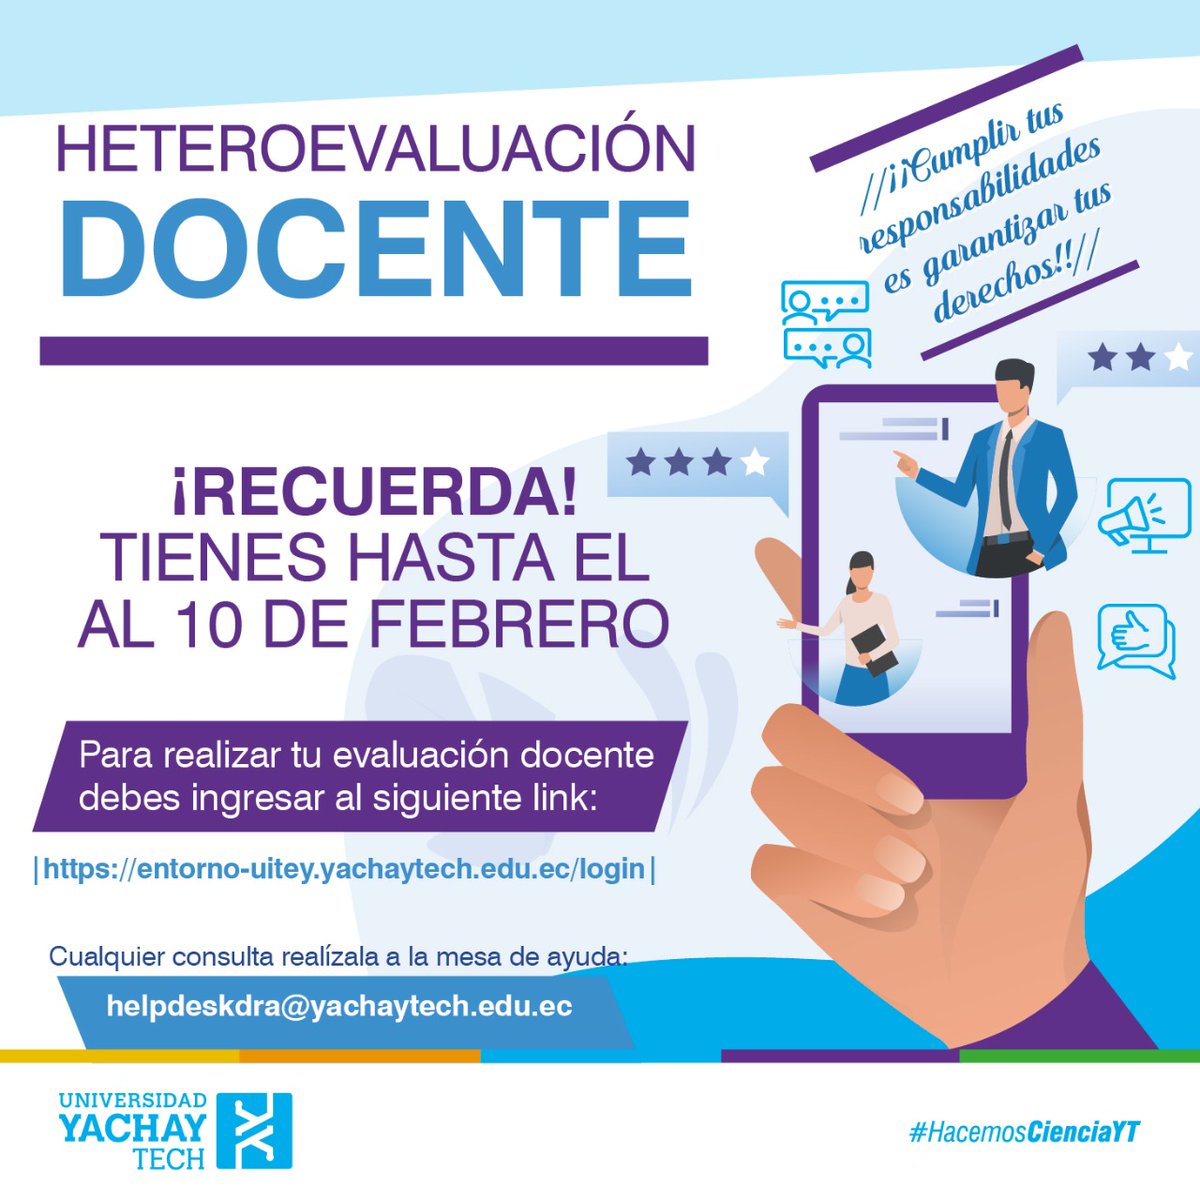 HETEROEVALUACIÓN
DOCENTE
//¡¡Cumplir tus
responsabilidades
es garantizar tus
derechos!!//
¡RECUERDA!
TIENES HASTA EL
AL 10 DE FEBRERO
Para realizar tu evaluación docente
debes ingresar al siguiente link:
|https://entorno-uitey.yachaytech.edu.ec/login|
Cualquier consulta realízala a la mesa de ayuda:
helpdeskdra@yachaytech.edu.ec
UNIVERSIDAD
YACHAY
TECH
#HacemosCienciaYT